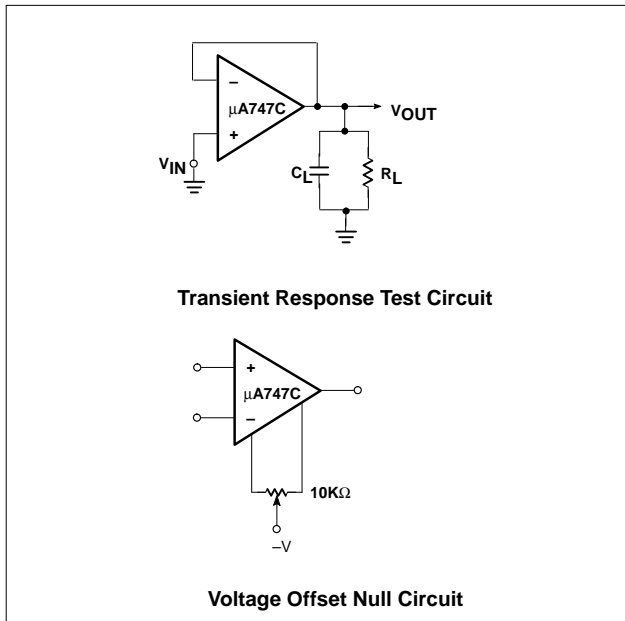 −
μA747C
+
VOUT
VIN
CL
RL
Transient Response Test Circuit
+
μA747C
−
10KΩ
–V
Voltage Offset Null Circuit